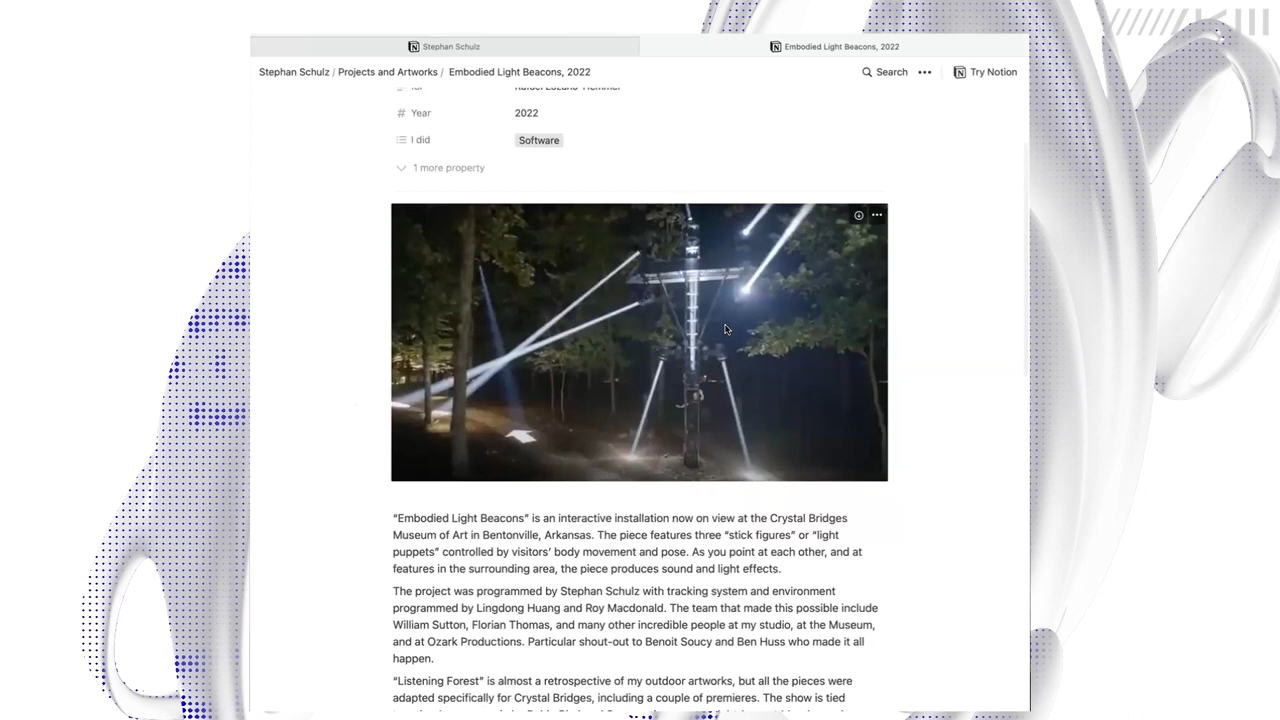 Stephan Schulz
Embodied Light Beacons, 2022
Stephan Schulz / Projects and Artworks / Embodied Light Beacons, 2022
Search
Try Notion
Year
2022
I did
Software
1 more property
“Embodied Light Beacons” is an interactive installation now on view at the Crystal Bridges
Museum of Art in Bentonville, Arkansas. The piece features three “stick figures” or “light
puppets” controlled by visitors’ body movement and pose. As you point at each other, and at
features in the surrounding area, the piece produces sound and light effects.
The project was programmed by Stephan Schulz with tracking system and environment
programmed by Lingdong Huang and Roy Macdonald. The team that made this possible include
William Sutton, Florian Thomas, and many other incredible people at my studio, at the Museum,
and at Ozark Productions. Particular shout-out to Benoit Soucy and Ben Huss who made it all
happen.
“Listening Forest” is almost a retrospective of my outdoor artworks, but all the pieces were
adapted specifically for Crystal Bridges, including a couple of premieres. The show is tied